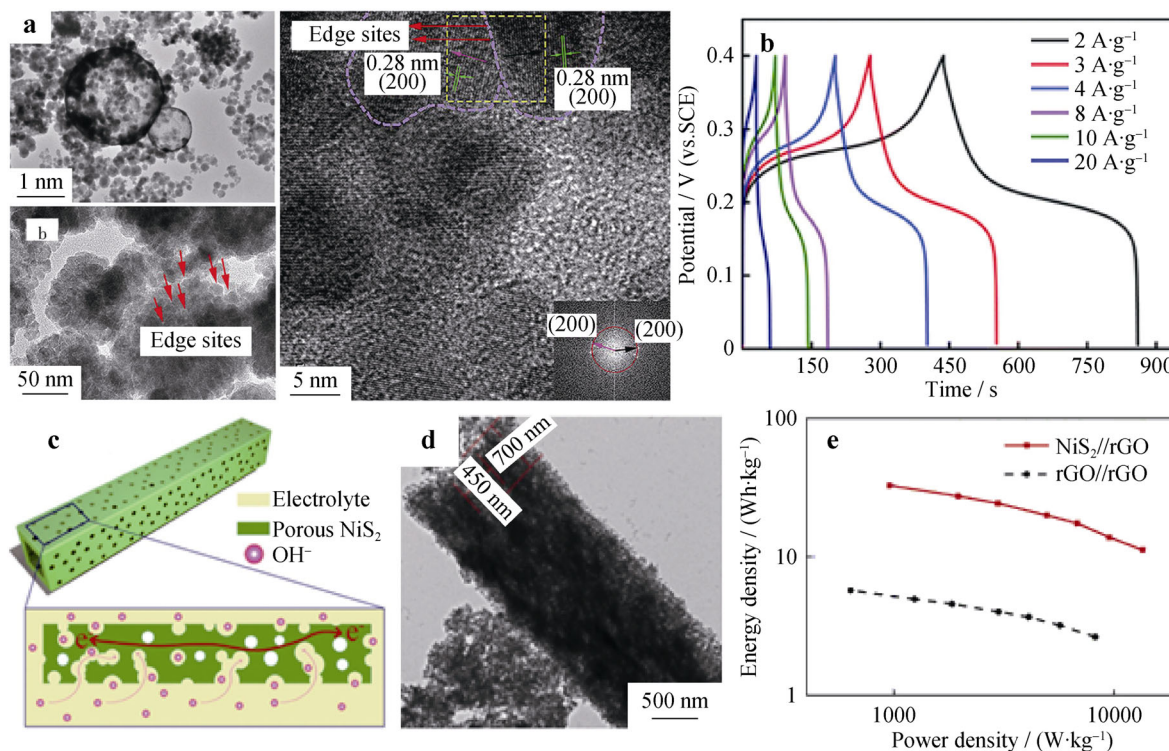 a
1 nm
b
Edge sites
50 nm
Edge sites
0.28 nm
(200)
0.28 nm
(200)
(200)
(200)
5 nm
b
Potential / V (vs.SCE)
0.4
0.3
0.2
0.1
0
2 A·g⁻¹
3 A·g⁻¹
4 A·g⁻¹
8 A·g⁻¹
10 A·g⁻¹
20 A·g⁻¹
150 300 450 600 750 900
Time / s
c
Electrolyte
Porous NiS₂
OH⁻
e⁻
e⁻
d
700 nm
450 nm
500 nm
e
Energy density / (Wh·kg⁻¹)
100
10
1
NiS₂//rGO
rGO//rGO
1000 10000
Power density / (W·kg⁻¹)